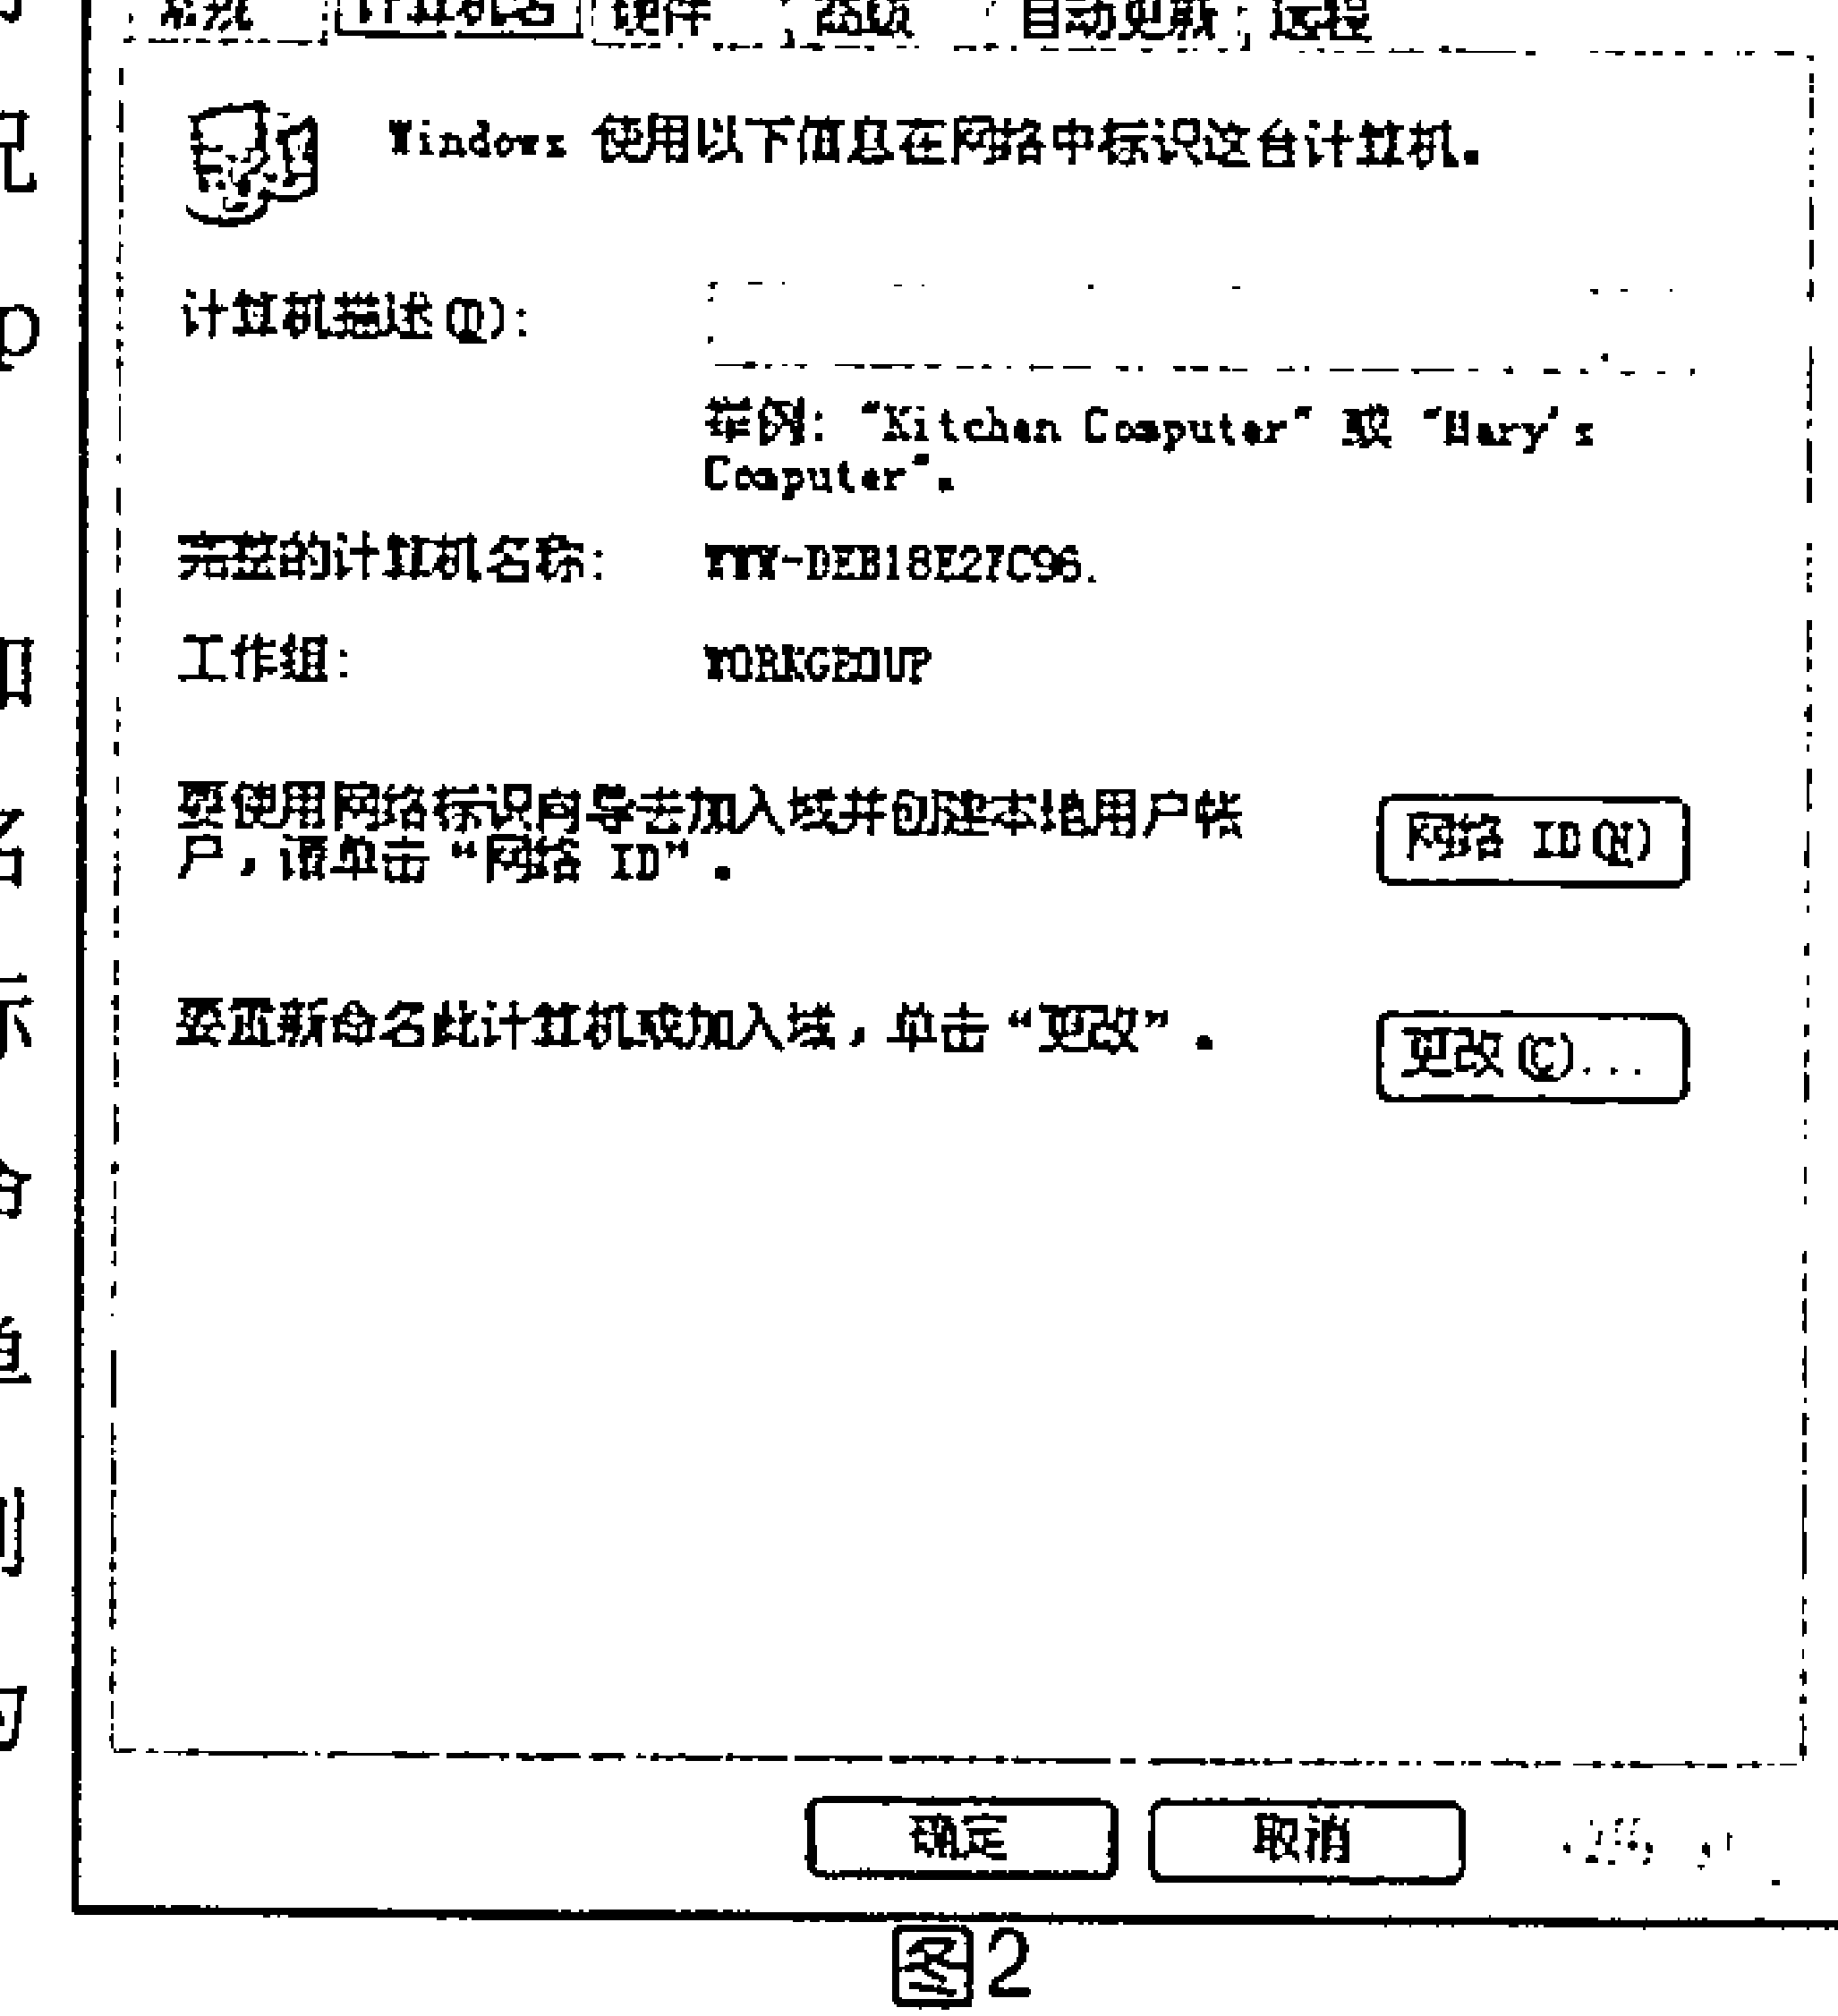 常规 计算机名 硬件 高级 自动更新 远程
Windows 使用以下信息在网络中标识这台计算机。
计算机描述(D):
举例: "Kitchen Computer" 或 "Mary's
Computer".
完整的计算机名称:
工作组: WORKGROUP
要使用网络标识向导去加入域并创建本地用户帐
户，请单击“网络 ID”。
网络 ID(N)
要重新命名此计算机或加入域，单击“更改”。
更改(C)...
确定 取消
图2